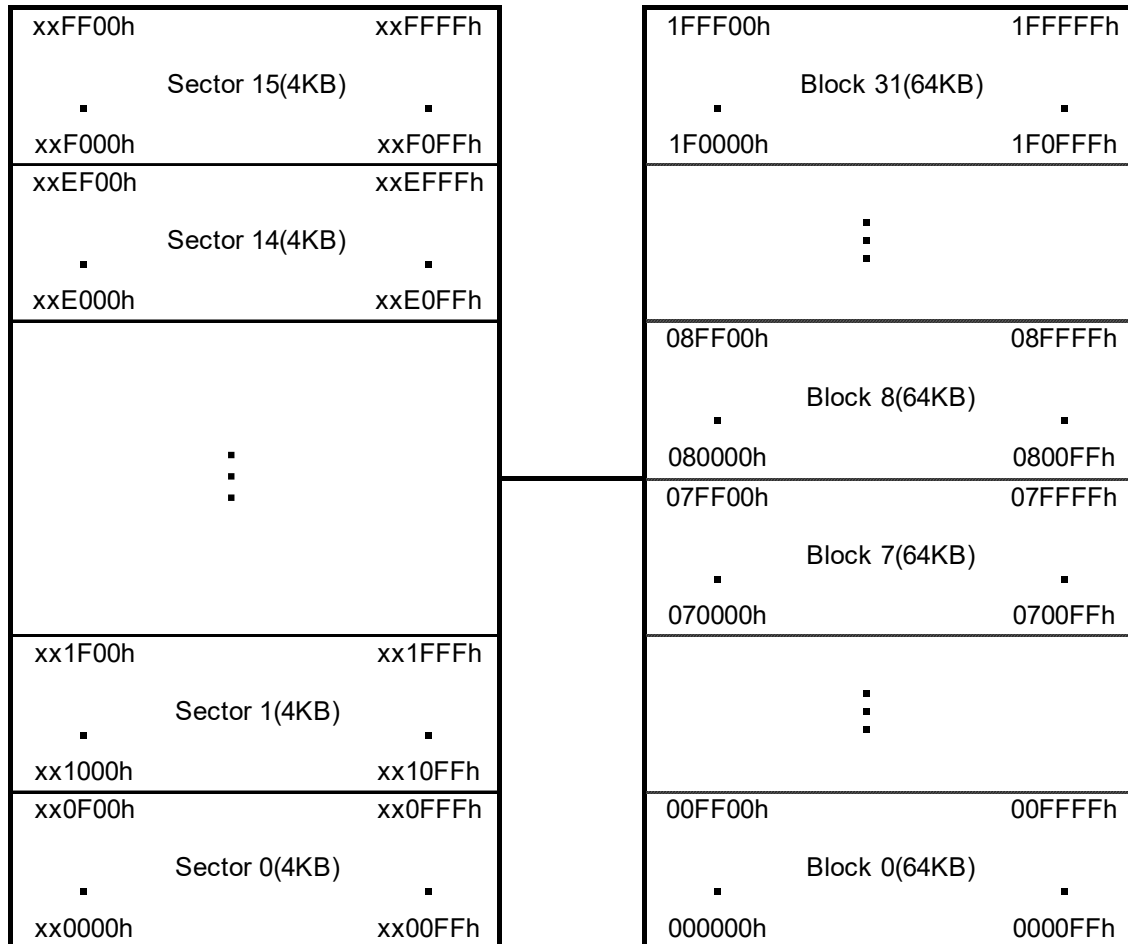 xxFF00h xxFFFFh
Sector 15(4KB)
xxF000h xxF0FFh
xxEF00h xxEFFFh
Sector 14(4KB)
xxE000h xxE0FFh
xx1F00h xx1FFFh
Sector 1(4KB)
xx1000h xx10FFh
xx0F00h xx0FFFh
Sector 0(4KB)
xx0000h xx00FFh
1FFF00h 1FFFFFh
Block 31(64KB)
1F0000h 1F0FFFh
08FF00h 08FFFFh
Block 8(64KB)
080000h 0800FFh
07FF00h 07FFFFh
Block 7(64KB)
070000h 0700FFh
00FF00h 00FFFFh
Block 0(64KB)
000000h 0000FFh